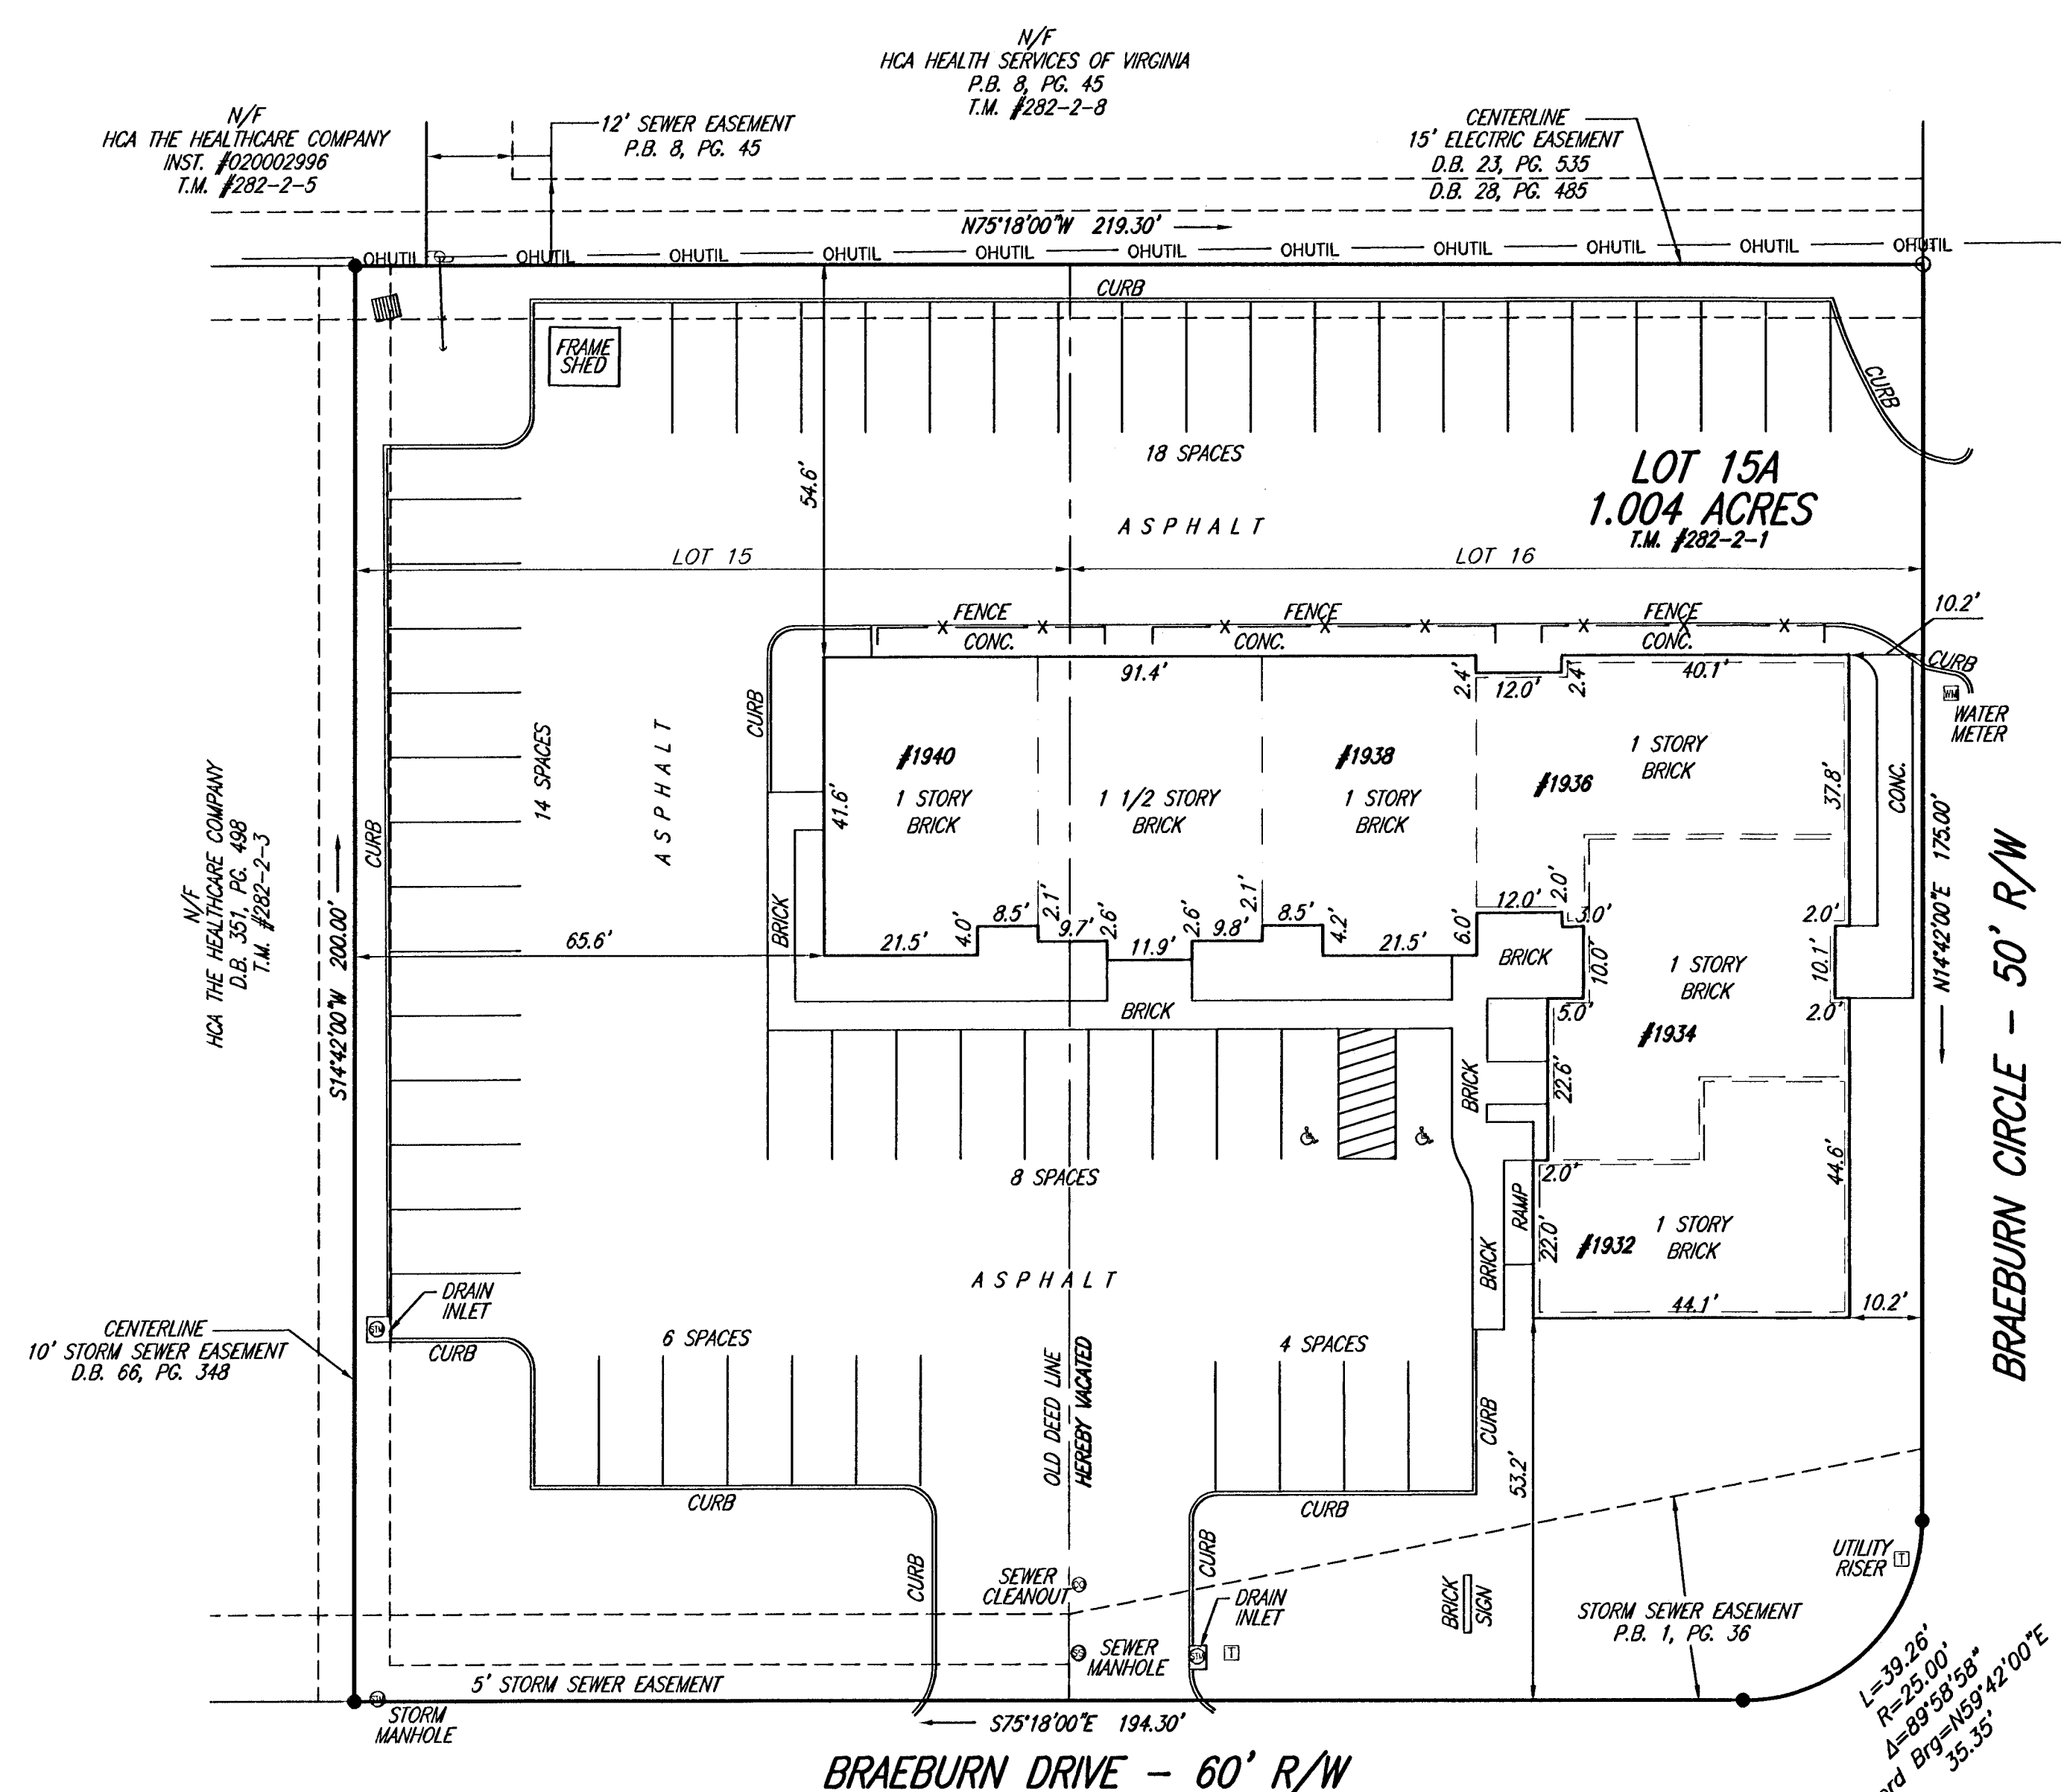 N/F
HCA HEALTH SERVICES OF VIRGINIA
P.B. 8, PG. 45
T.M. #282-2-8
N/F
HCA THE HEALTHCARE COMPANY
INST. #020002996
T.M. #282-2-5
12' SEWER EASEMENT
P.B. 8, PG. 45
CENTERLINE
15' ELECTRIC EASEMENT
D.B. 23, PG. 535
D.B. 28, PG. 485
N75°18'00"W 219.30'
OHUTIL OHUTIL OHUTIL OHUTIL OHUTIL OHUTIL OHUTIL OHUTIL OHUTIL OHUTIL OHUTIL
CURB
FRAME
SHED
CURB
18 SPACES
LOT 15A
1.004 ACRES
T.M. #282-2-1
54.6'
ASPHALT
LOT 15
LOT 16
10.2'
FENCE
FENCE
FENCE
X X X X X X X X
CONC.
CONC.
CONC.
CURB
91.4'
2.4'
12.0'
2.4'
40.1'
WM
WATER
METER
CURB
14 SPACES
ASPHALT
#1940
1 STORY
BRICK
41.6'
1 1/2 STORY
BRICK
#1938
1 STORY
BRICK
#1936
1 STORY
BRICK
37.8'
CONC.
N14°42'00"E 175.00'
BRAEBURN CIRCLE - 50' R/W
N/F
HCA THE HEALTHCARE COMPANY
D.B. 351, PG. 498
T.M. #282-2-3
S14°42'00"W 200.00'
CURB
65.6'
BRICK
21.5'
4.0'
8.5'
2.1'
9.7'
2.6'
11.9'
2.6'
9.8'
2.1'
8.5'
4.2'
21.5'
6.0'
12.0'
2.0'
3.0'
2.0'
BRICK
10.0'
1 STORY
BRICK
10.1'
5.0'
2.0'
BRICK
#1934
BRICK
22.6'
8 SPACES
2.0'
44.6'
RAMP
22.0'
#1932
1 STORY
BRICK
BRICK
ASPHALT
44.1'
10.2'
DRAIN
INLET
STM
CURB
CENTERLINE
10' STORM SEWER EASEMENT
D.B. 66, PG. 348
6 SPACES
4 SPACES
OLD DEED LINE
HEREBY VACATED
CURB
53.2'
CURB
CURB
CURB
CURB
SEWER
CLEANOUT
CO
DRAIN
INLET
BRICK
SIGN
UTILITY
RISER
T
STORM SEWER EASEMENT
P.B. 1, PG. 36
SS
SEWER
MANHOLE
STM
T
5' STORM SEWER EASEMENT
STM
STORM
MANHOLE
S75°18'00"E 194.30'
L=39.26'
R=25.00'
Δ=89°58'58"
Brg=N59°42'00"E
35.35'
BRAEBURN DRIVE - 60' R/W